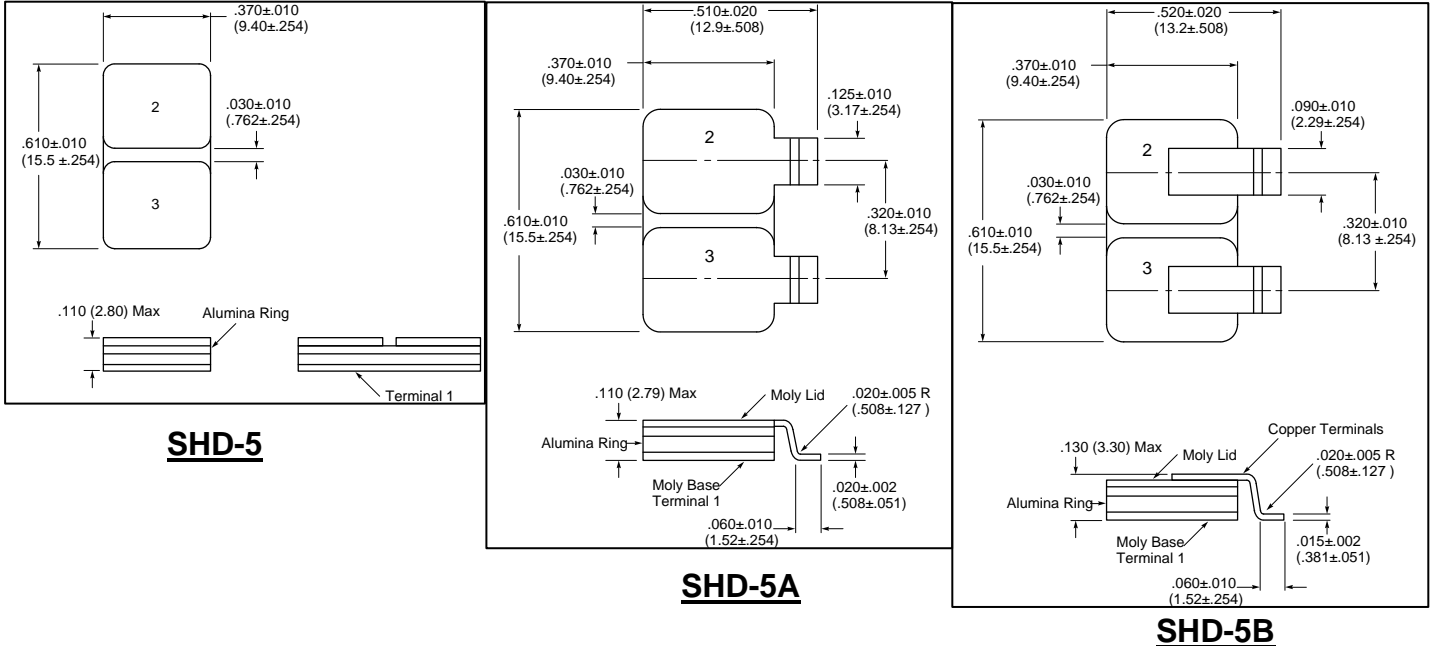 .370±.010
(9.40±.254)
2
.030±.010
(.762±.254)
.610±.010
(15.5 ±.254)
3
.110 (2.80) Max
Alumina Ring
Terminal 1
SHD-5
.510±.020
(12.9±.508)
.370±.010
(9.40±.254)
.125±.010
(3.17±.254)
2
.030±.010
(.762±.254)
.610±.010
(15.5±.254)
.320±.010
(8.13±.254)
3
.110 (2.79) Max
Moly Lid
.020±.005 R
(.508±.127 )
Alumina Ring
Moly Base
Terminal 1
.020±.002
(.508±.051)
.060±.010
(1.52±.254)
SHD-5A
.520±.020
(13.2±.508)
.370±.010
(9.40±.254)
.090±.010
(2.29±.254)
2
.030±.010
(.762±.254)
.610±.010
(15.5±.254)
.320±.010
(8.13 ±.254)
3
Copper Terminals
.130 (3.30) Max
Moly Lid
.020±.005 R
(.508±.127 )
Alumina Ring
Moly Base
Terminal 1
.015±.002
(.381±.051)
.060±.010
(1.52±.254)
SHD-5B